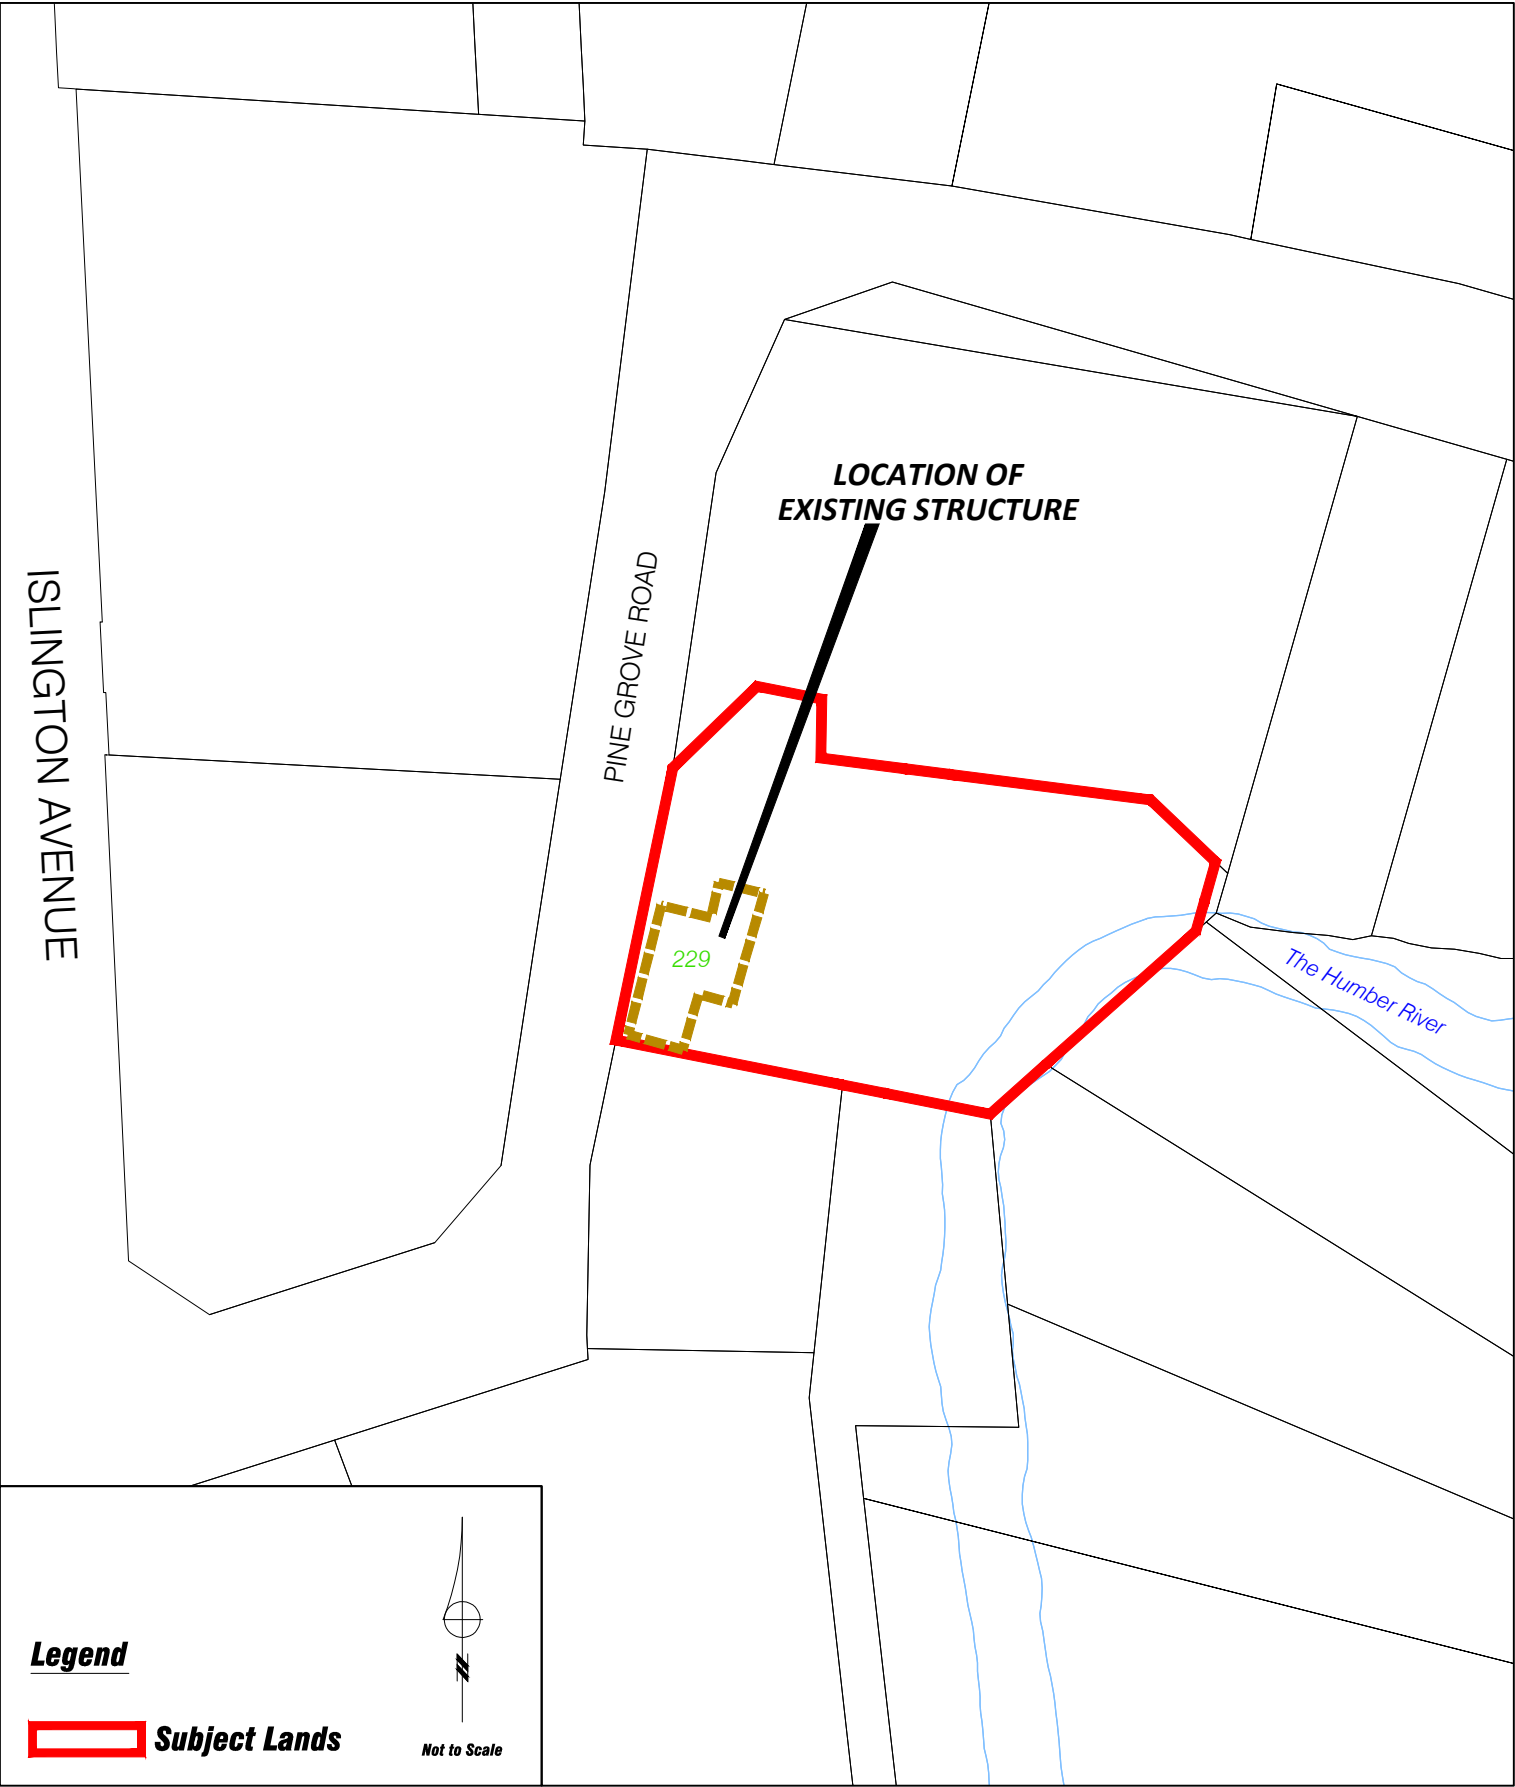 LOCATION OF
EXISTING STRUCTURE
ISLINGTON AVENUE
PINE GROVE ROAD
229
The Humber River
Legend
N
Subject Lands
Not to Scale